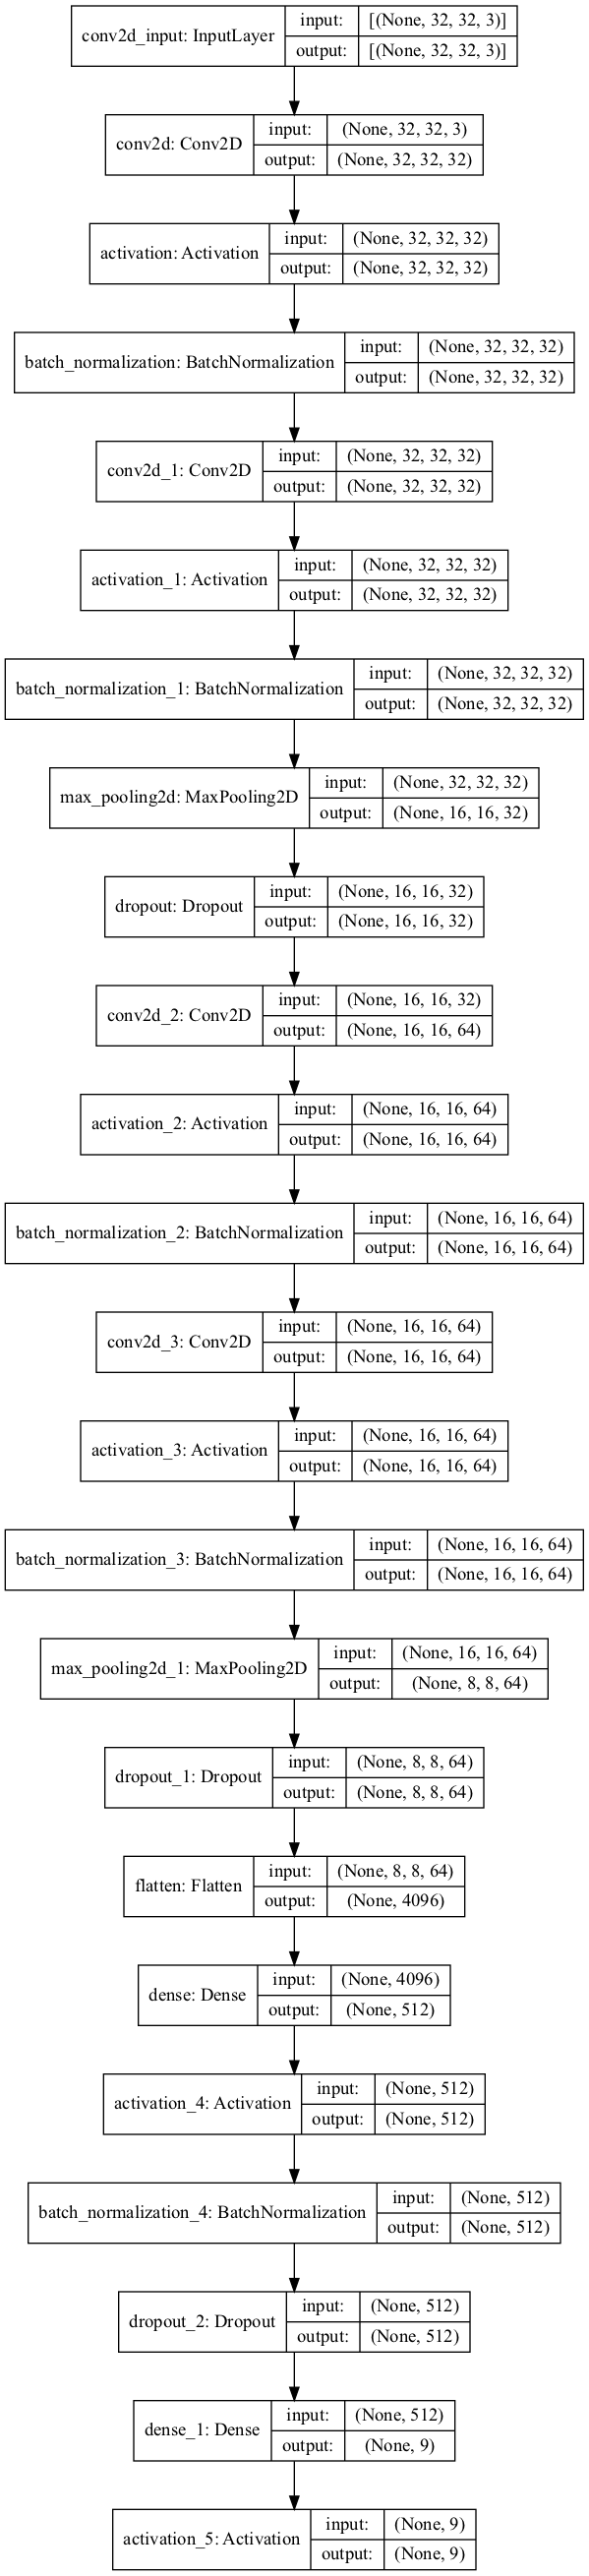 conv2d_input: InputLayer
input: [(None, 32, 32, 3)]
output: [(None, 32, 32, 3)]
conv2d: Conv2D
input: (None, 32, 32, 3)
output: (None, 32, 32, 32)
activation: Activation
input: (None, 32, 32, 32)
output: (None, 32, 32, 32)
batch_normalization: BatchNormalization
input: (None, 32, 32, 32)
output: (None, 32, 32, 32)
conv2d_1: Conv2D
input: (None, 32, 32, 32)
output: (None, 32, 32, 32)
activation_1: Activation
input: (None, 32, 32, 32)
output: (None, 32, 32, 32)
batch_normalization_1: BatchNormalization
input: (None, 32, 32, 32)
output: (None, 32, 32, 32)
max_pooling2d: MaxPooling2D
input: (None, 32, 32, 32)
output: (None, 16, 16, 32)
dropout: Dropout
input: (None, 16, 16, 32)
output: (None, 16, 16, 32)
conv2d_2: Conv2D
input: (None, 16, 16, 32)
output: (None, 16, 16, 64)
activation_2: Activation
input: (None, 16, 16, 64)
output: (None, 16, 16, 64)
batch_normalization_2: BatchNormalization
input: (None, 16, 16, 64)
output: (None, 16, 16, 64)
conv2d_3: Conv2D
input: (None, 16, 16, 64)
output: (None, 16, 16, 64)
activation_3: Activation
input: (None, 16, 16, 64)
output: (None, 16, 16, 64)
batch_normalization_3: BatchNormalization
input: (None, 16, 16, 64)
output: (None, 16, 16, 64)
max_pooling2d_1: MaxPooling2D
input: (None, 16, 16, 64)
output: (None, 8, 8, 64)
dropout_1: Dropout
input: (None, 8, 8, 64)
output: (None, 8, 8, 64)
flatten: Flatten
input: (None, 8, 8, 64)
output: (None, 4096)
dense: Dense
input: (None, 4096)
output: (None, 512)
activation_4: Activation
input: (None, 512)
output: (None, 512)
batch_normalization_4: BatchNormalization
input: (None, 512)
output: (None, 512)
dropout_2: Dropout
input: (None, 512)
output: (None, 512)
dense_1: Dense
input: (None, 512)
output: (None, 9)
activation_5: Activation
input: (None, 9)
output: (None, 9)